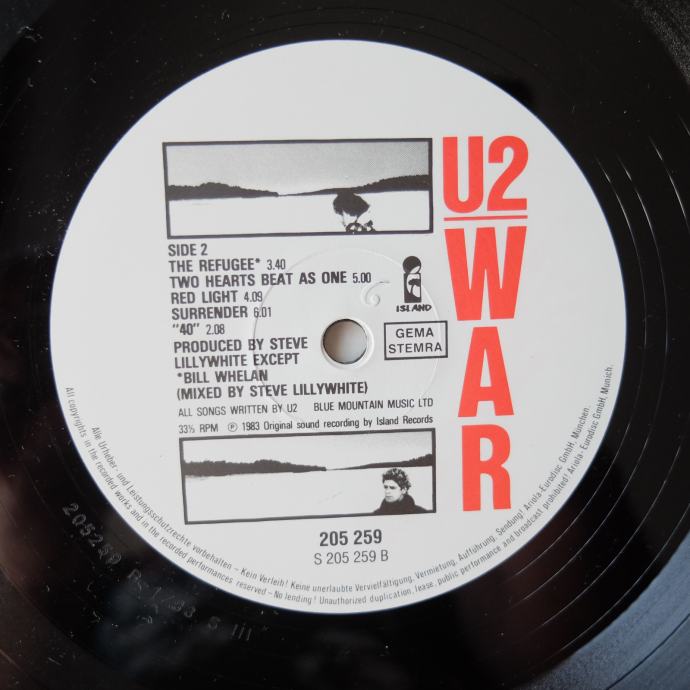 U2
WAR
SIDE 2
THE REFUGEE* 3.40
TWO HEARTS BEAT AS ONE 5.00
RED LIGHT 4.09
SURRENDER 6.01
"40" 2.08
PRODUCED BY STEVE
LILLYWHITE EXCEPT
*BILL WHELAN
(MIXED BY STEVE LILLYWHITE)
ISLAND
GEMA
STEMRA
ALL SONGS WRITTEN BY U2 BLUE MOUNTAIN MUSIC LTD
33⅓ RPM ℗ 1983 Original sound recording by Island Records
205 259
S 205 259 B
Alle Urheber- und Leistungsschutzrechte vorbehalten – Kein Verleih! Keine unerlaubte Vervielfältigung, Vermietung, Aufführung, Sendung! Ariola-Eurodisc GmbH, München.
All copyrights in the recorded works and in the recorded performances reserved – No lending! Unauthorized duplication, lease, public performance and broadcast prohibited! Ariola-Eurodisc GmbH, Munich.